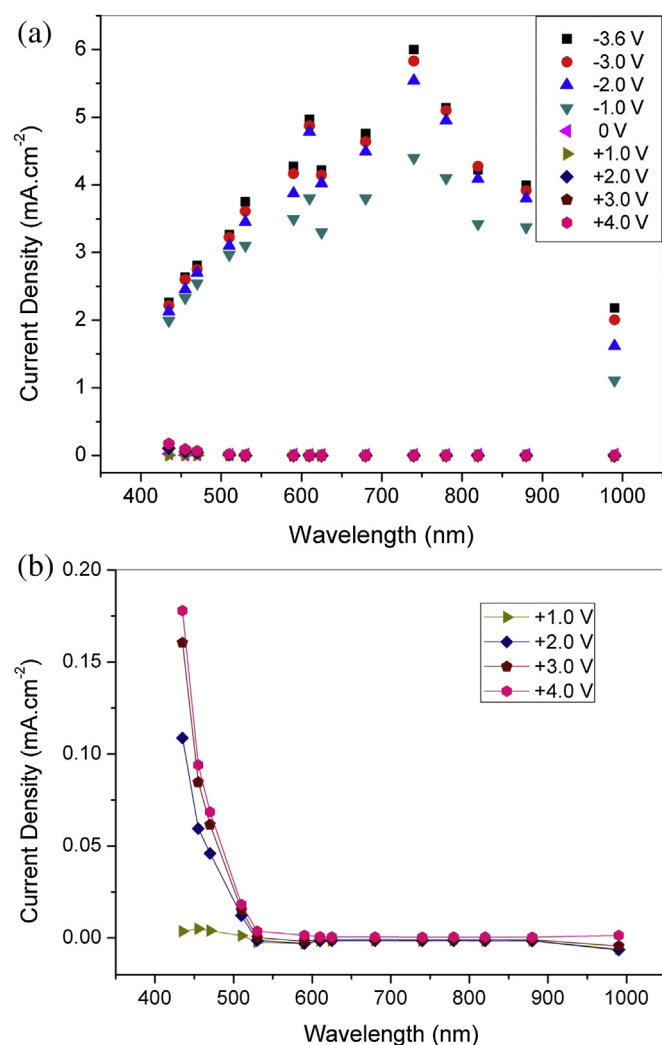 (a)
Current Density (mA.cm⁻²)
6
5
4
3
2
1
0
400 500 600 700 800 900 1000
Wavelength (nm)
-3.6 V
-3.0 V
-2.0 V
-1.0 V
0 V
+1.0 V
+2.0 V
+3.0 V
+4.0 V
(b)
Current Density (mA.cm⁻²)
0.20
0.15
0.10
0.05
0.00
400 500 600 700 800 900 1000
Wavelength (nm)
+1.0 V
+2.0 V
+3.0 V
+4.0 V